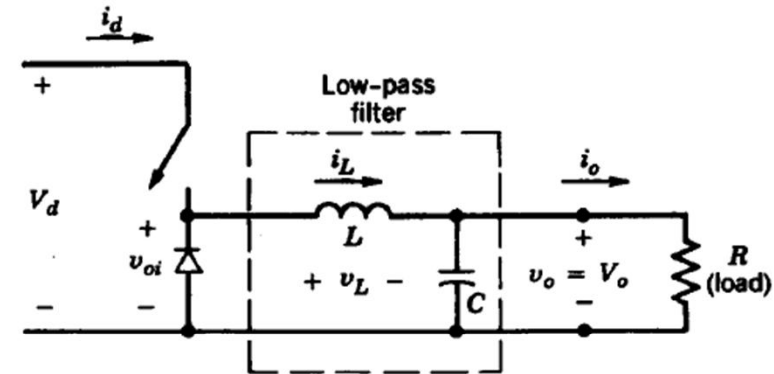 i_d
+
Low-pass
filter
i_L
i_o
V_d
+
v_oi
L
+ v_L −
C
+
v_o = V_o
−
R
(load)
−
−